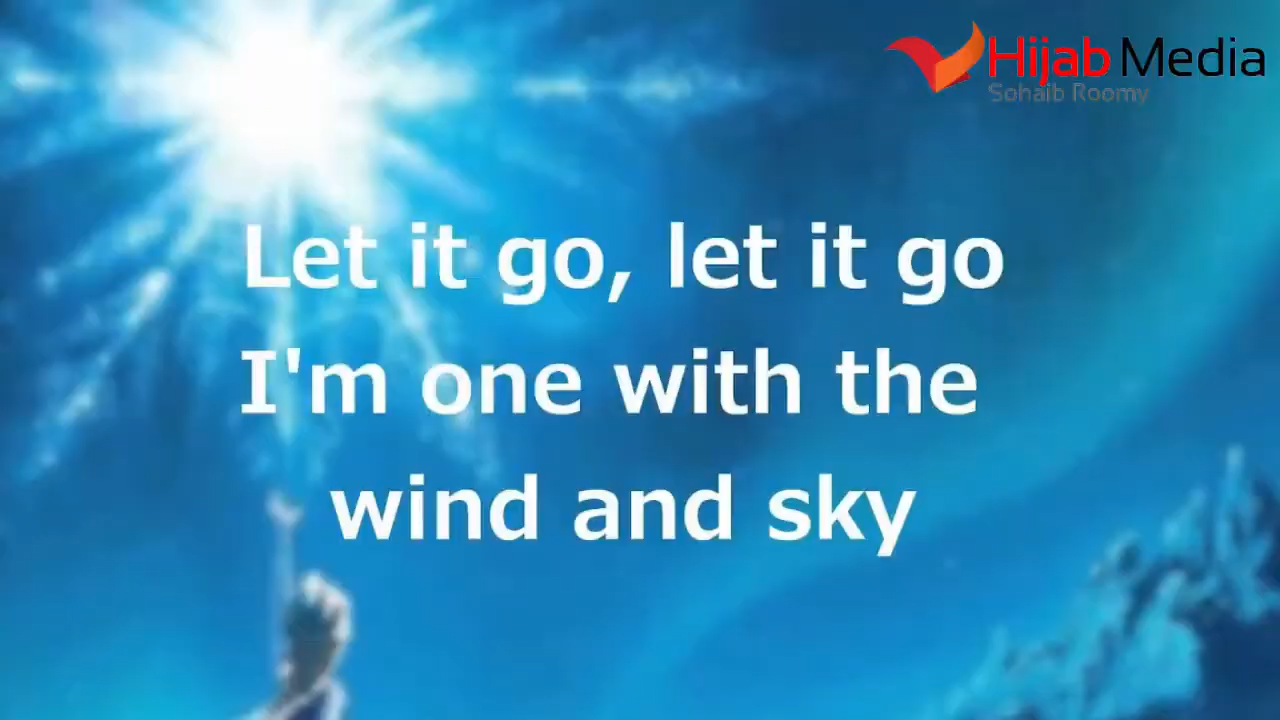 Hijab Media
Sohaib Roomy
Let it go, let it go
I'm one with the
wind and sky